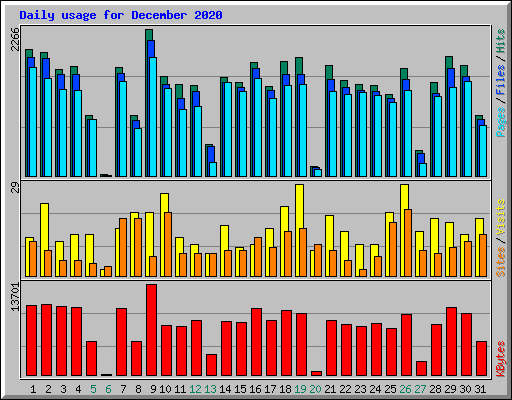 Daily usage for December 2020
2266
Pages / Files / Hits
29
Sites / Visits
13701
KBytes
1 2 3 4 5 6 7 8 9 10 11 12 13 14 15 16 17 18 19 20 21 22 23 24 25 26 27 28 29 30 31